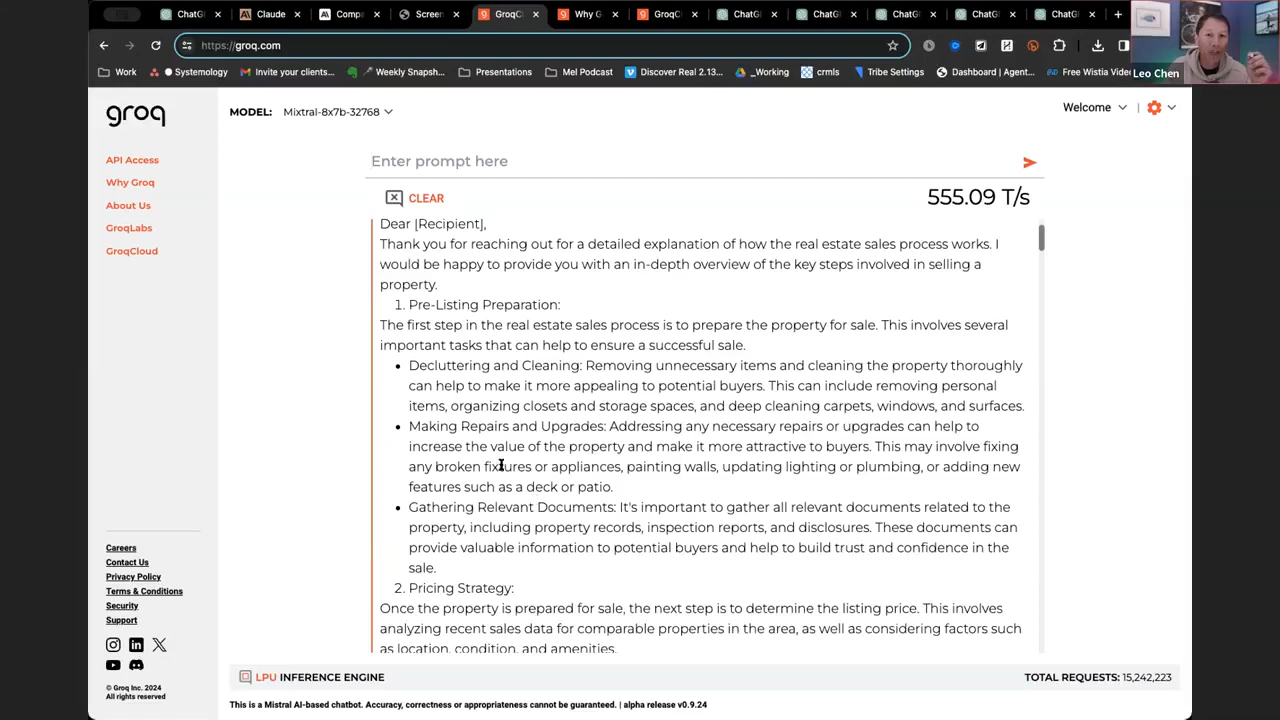 ChatG
Claude
Comp
Screen
GroqC
Why G
GroqC
ChatG
ChatG
ChatG
ChatG
ChatG
https://groq.com
Work
Systemology
Invite your clients...
Weekly Snapsh...
Presentations
Mel Podcast
Discover Real 2.13...
_Working
crmls
Tribe Settings
Dashboard | Agent...
Free Wistia Vide
Leo Chen
groq
API Access
Why Groq
About Us
GroqLabs
GroqCloud
Careers
Contact Us
Privacy Policy
Terms & Conditions
Security
Support
© Groq Inc. 2024
All rights reserved
MODEL: Mixtral-8x7b-32768
Welcome
Enter prompt here
CLEAR
555.09 T/s
Dear [Recipient],
Thank you for reaching out for a detailed explanation of how the real estate sales process works. I
would be happy to provide you with an in-depth overview of the key steps involved in selling a
property.
1. Pre-Listing Preparation:
The first step in the real estate sales process is to prepare the property for sale. This involves several
important tasks that can help to ensure a successful sale.
• Decluttering and Cleaning: Removing unnecessary items and cleaning the property thoroughly
can help to make it more appealing to potential buyers. This can include removing personal
items, organizing closets and storage spaces, and deep cleaning carpets, windows, and surfaces.
• Making Repairs and Upgrades: Addressing any necessary repairs or upgrades can help to
increase the value of the property and make it more attractive to buyers. This may involve fixing
any broken fixtures or appliances, painting walls, updating lighting or plumbing, or adding new
features such as a deck or patio.
• Gathering Relevant Documents: It's important to gather all relevant documents related to the
property, including property records, inspection reports, and disclosures. These documents can
provide valuable information to potential buyers and help to build trust and confidence in the
sale.
2. Pricing Strategy:
Once the property is prepared for sale, the next step is to determine the listing price. This involves
analyzing recent sales data for comparable properties in the area, as well as considering factors such
as location, condition, and amenities.
LPU INFERENCE ENGINE
TOTAL REQUESTS: 15,242,223
This is a Mistral AI-based chatbot. Accuracy, correctness or appropriateness cannot be guaranteed. | alpha release v0.9.24